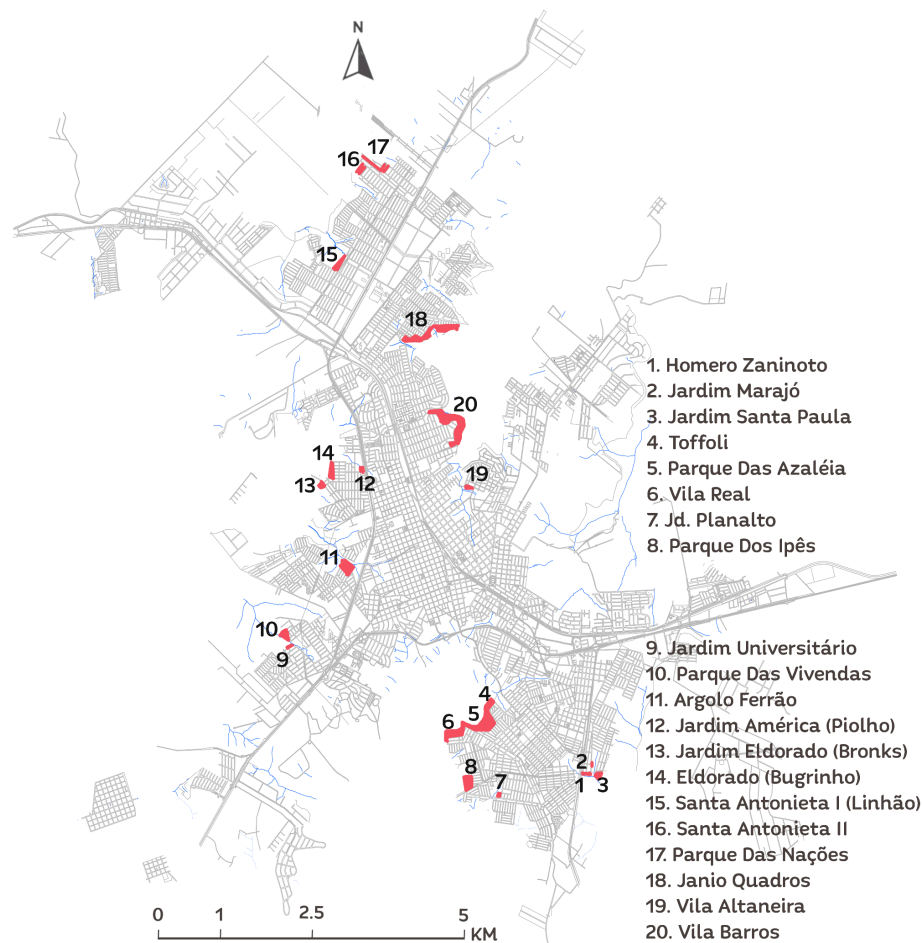 N
17
16
15
18
20
14
13
12
19
11
10
9
4
5
6
8
7
2
1
3
1. Homero Zaninoto
2. Jardim Marajó
3. Jardim Santa Paula
4. Toffoli
5. Parque Das Azaléia
6. Vila Real
7. Jd. Planalto
8. Parque Dos Ipês
9. Jardim Universitário
10. Parque Das Vivendas
11. Argolo Ferrão
12. Jardim América (Piolho)
13. Jardim Eldorado (Bronks)
14. Eldorado (Bugrinho)
15. Santa Antonieta I (Linhão)
16. Santa Antonieta II
17. Parque Das Nações
18. Janio Quadros
19. Vila Altaneira
20. Vila Barros
0 1 2.5 5
KM